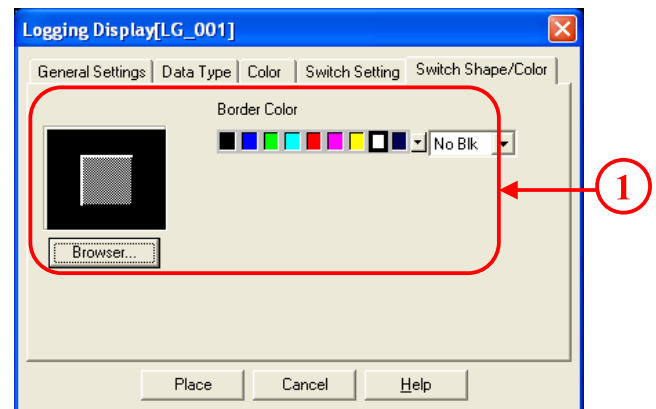 Logging Display[LG_001]
General Settings Data Type Color Switch Setting Switch Shape/Color
Border Color
No Blk
1
Browser...
Place Cancel Help